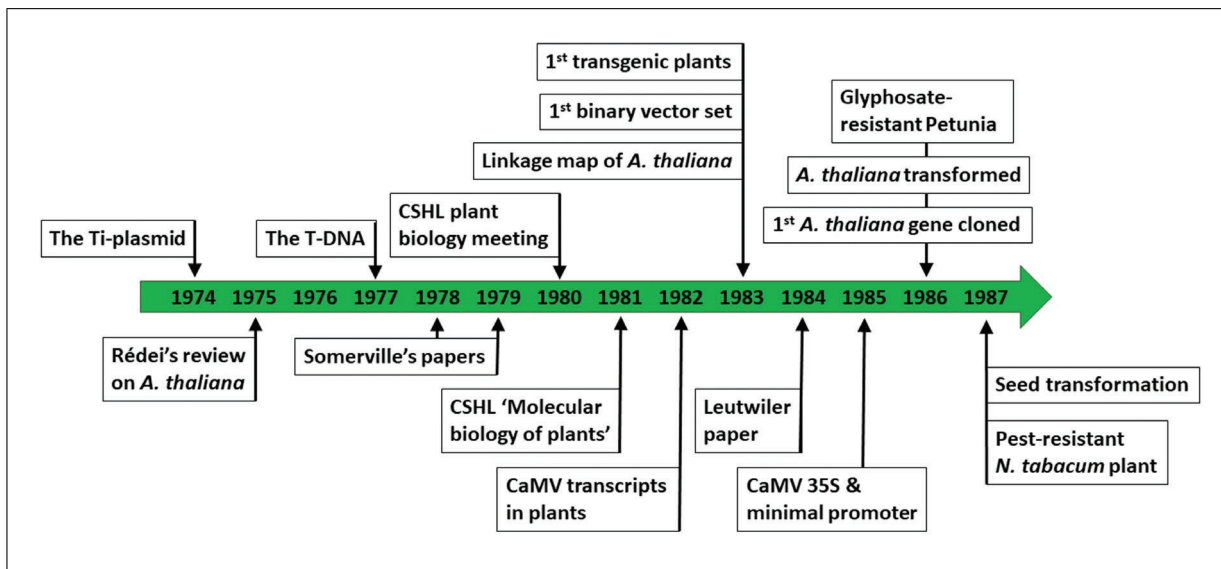 1st transgenic plants
1st binary vector set
Linkage map of A. thaliana
Glyphosate-
resistant Petunia
A. thaliana transformed
1st A. thaliana gene cloned
CSHL plant
biology meeting
The Ti-plasmid
The T-DNA
1974 1975 1976 1977 1978 1979 1980 1981 1982 1983 1984 1985 1986 1987
Rédei’s review
on A. thaliana
Somerville’s papers
CSHL ‘Molecular
biology of plants’
CaMV transcripts
in plants
Leutwiler
paper
CaMV 35S &
minimal promoter
Seed transformation
Pest-resistant
N. tabacum plant